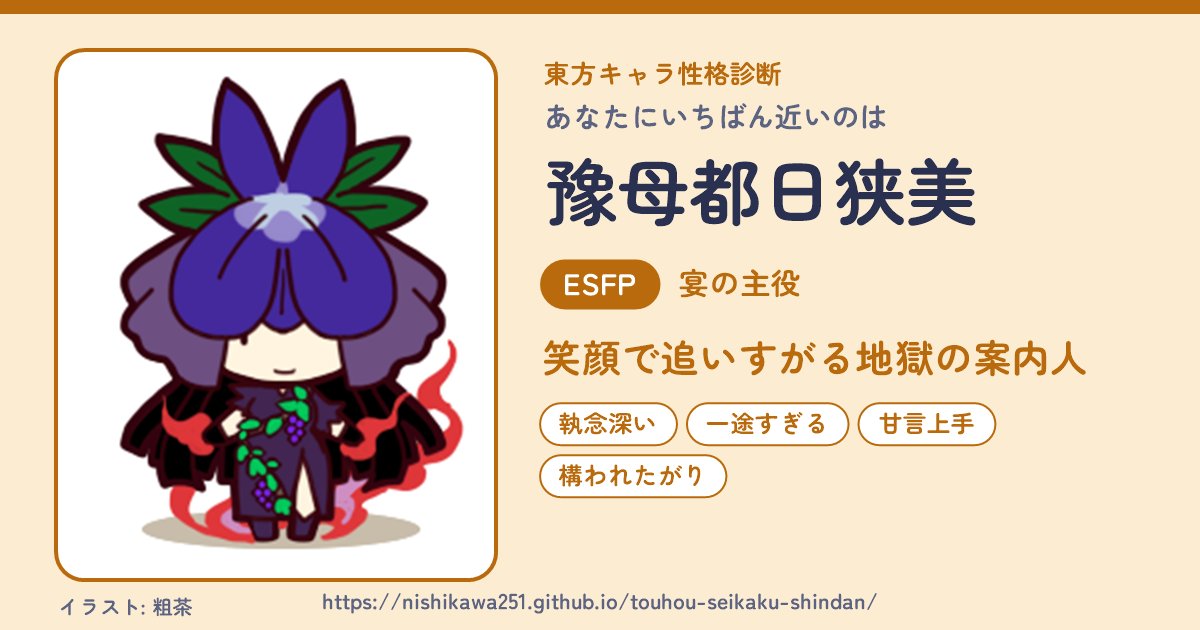 東方キャラ性格診断
あなたにいちばん近いのは
豫母都日狭美
ESFP 宴の主役
笑顔で追いすがる地獄の案内人
執念深い 一途すぎる 甘言上手
構われたがり
イラスト: 粗茶
https://nishikawa251.github.io/touhou-seikaku-shindan/